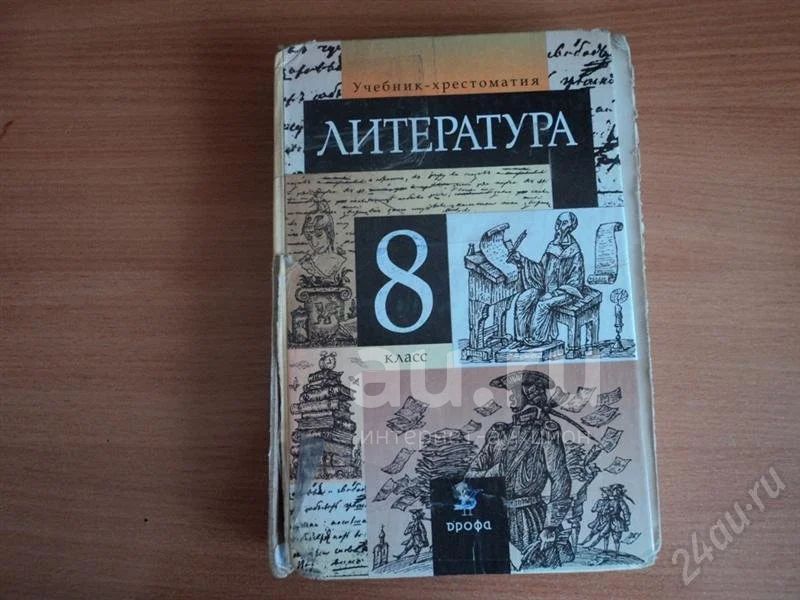 Учебник-хрестоматия
ЛИТЕРАТУРА
8
класс
au.ru
интернет-аукцион
дрофа
24au.ru